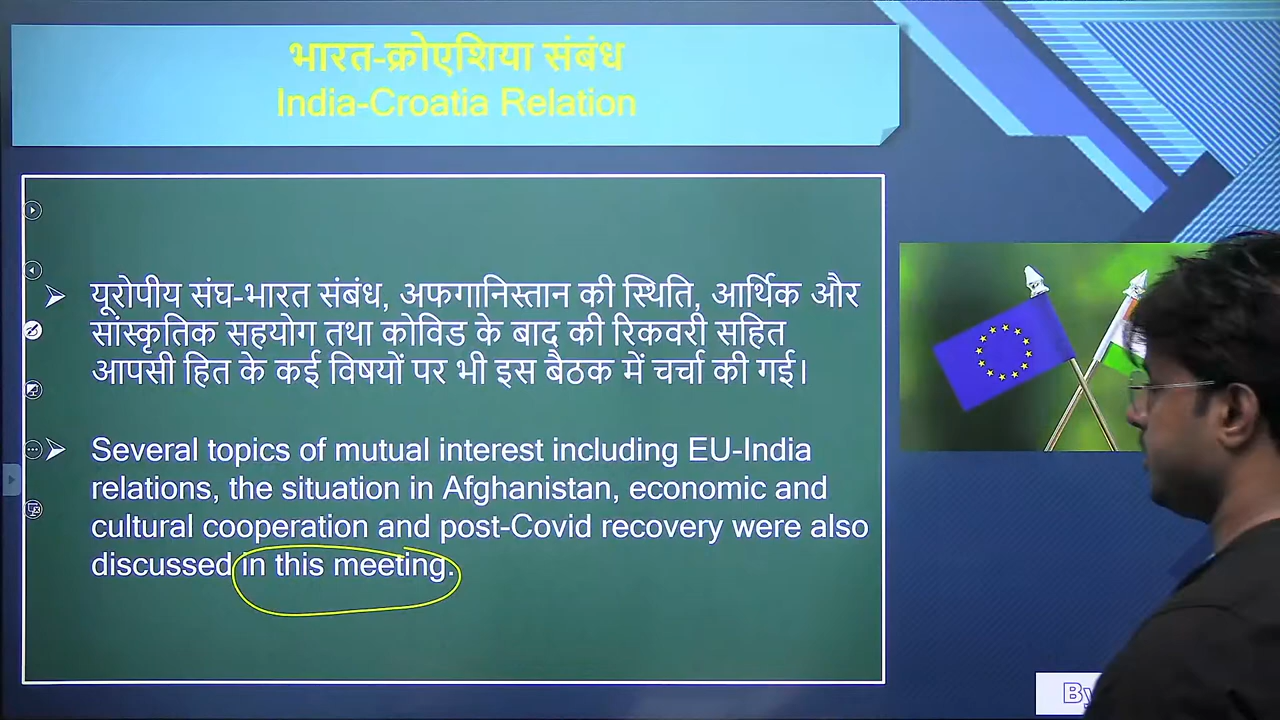 भारत-क्रोएशिया संबंध
India-Croatia Relation
यूरोपीय संघ-भारत संबंध, अफगानिस्तान की स्थिति, आर्थिक और
सांस्कृतिक सहयोग तथा कोविड के बाद की रिकवरी सहित
आपसी हित के कई विषयों पर भी इस बैठक में चर्चा की गई।
Several topics of mutual interest including EU-India
relations, the situation in Afghanistan, economic and
cultural cooperation and post-Covid recovery were also
discussed in this meeting.
By